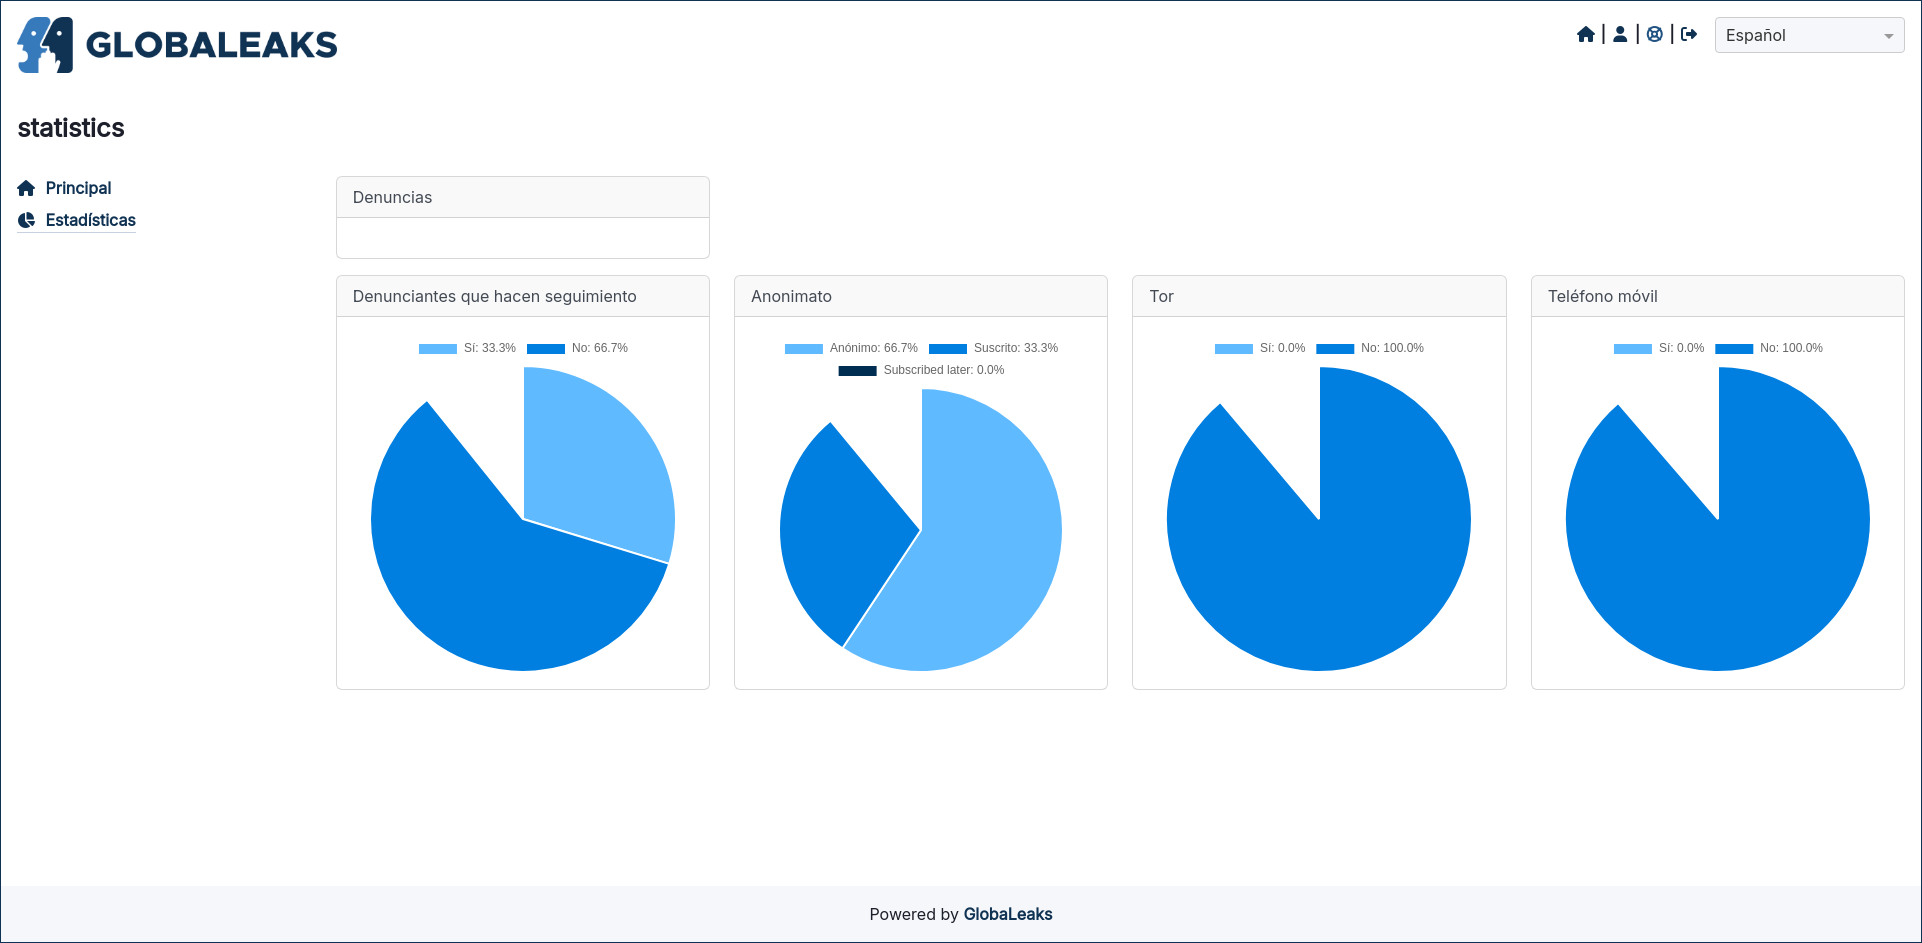 GLOBALEAKS
Español
statistics
Principal
Estadísticas
Denuncias
Denunciantes que hacen seguimiento
Sí: 33.3% No: 66.7%
Anonimato
Anónimo: 66.7% Suscrito: 33.3%
Subscribed later: 0.0%
Tor
Sí: 0.0% No: 100.0%
Teléfono móvil
Sí: 0.0% No: 100.0%
Powered by GlobaLeaks